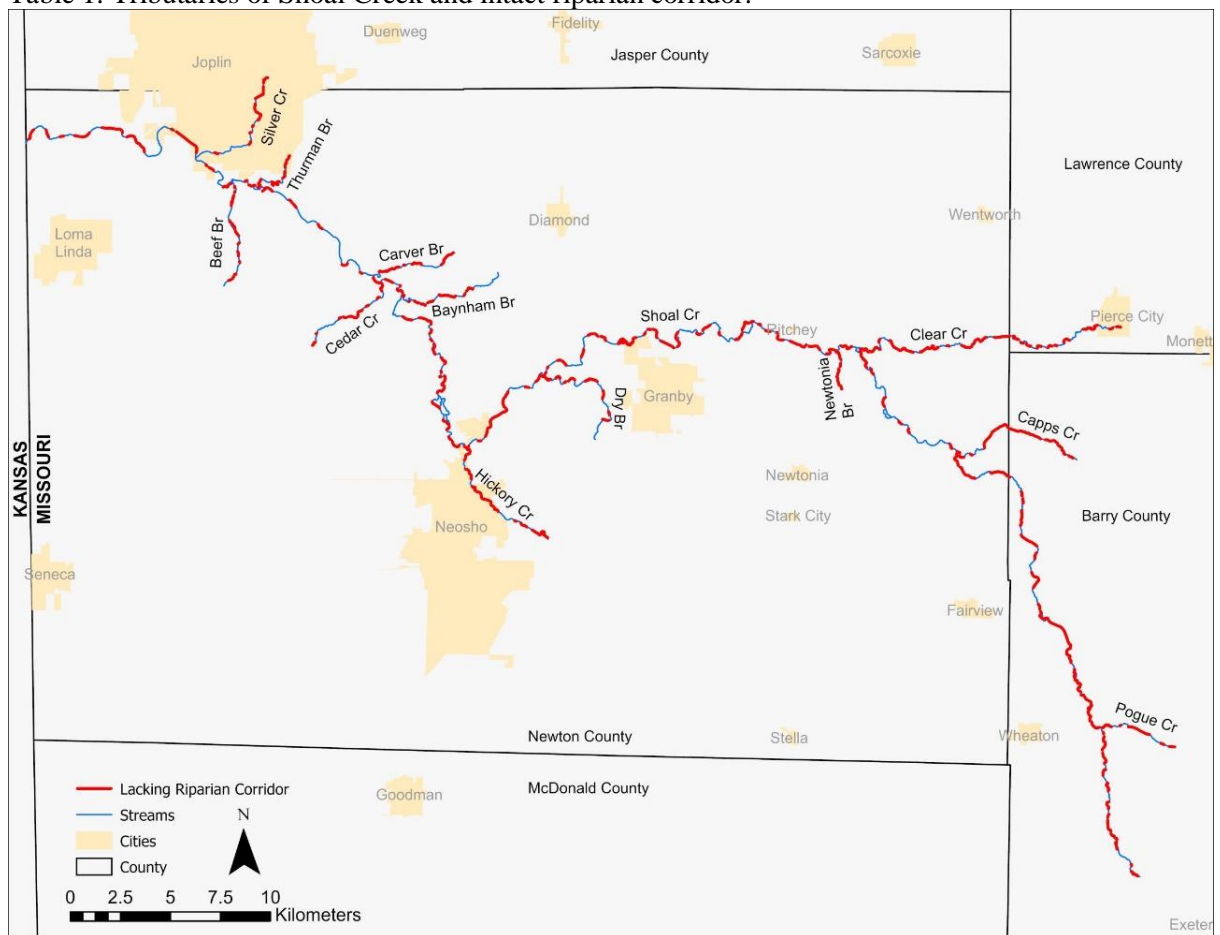 Table 1. Tributaries of Shoal Creek and intact riparian corridor.
Fidelity
Duenweg
Jasper County
Sarcoxie
Joplin
Silver Cr
Thurman Br
Lawrence County
Diamond
Wentworth
Loma
Linda
Beef Br
Carver Br
Baynham Br
Cedar Cr
Shoal Cr
Ritchey
Clear Cr
Pierce City
Monett
Newtonia
Br
Granby
Dry Br
Capps Cr
KANSAS
MISSOURI
Hickory Cr
Newtonia
Neosho
Stark City
Barry County
Seneca
Fairview
Pogue Cr
Newton County
Stella
Wheaton
McDonald County
Goodman
Lacking Riparian Corridor
Streams
Cities
County
N
0 2.5 5 7.5 10
Kilometers
Exeter